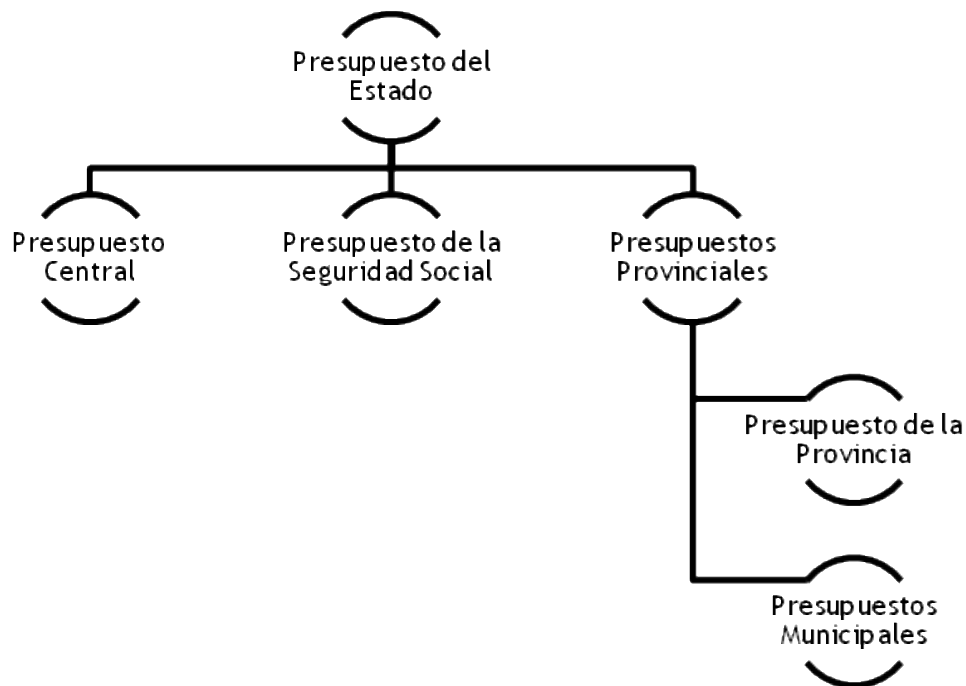 Presupuesto del
Estado
Presupuesto
Central
Presupuesto de la
Seguridad Social
Presupuestos
Provinciales
Presupuesto de la
Provincia
Presupuestos
Municipales